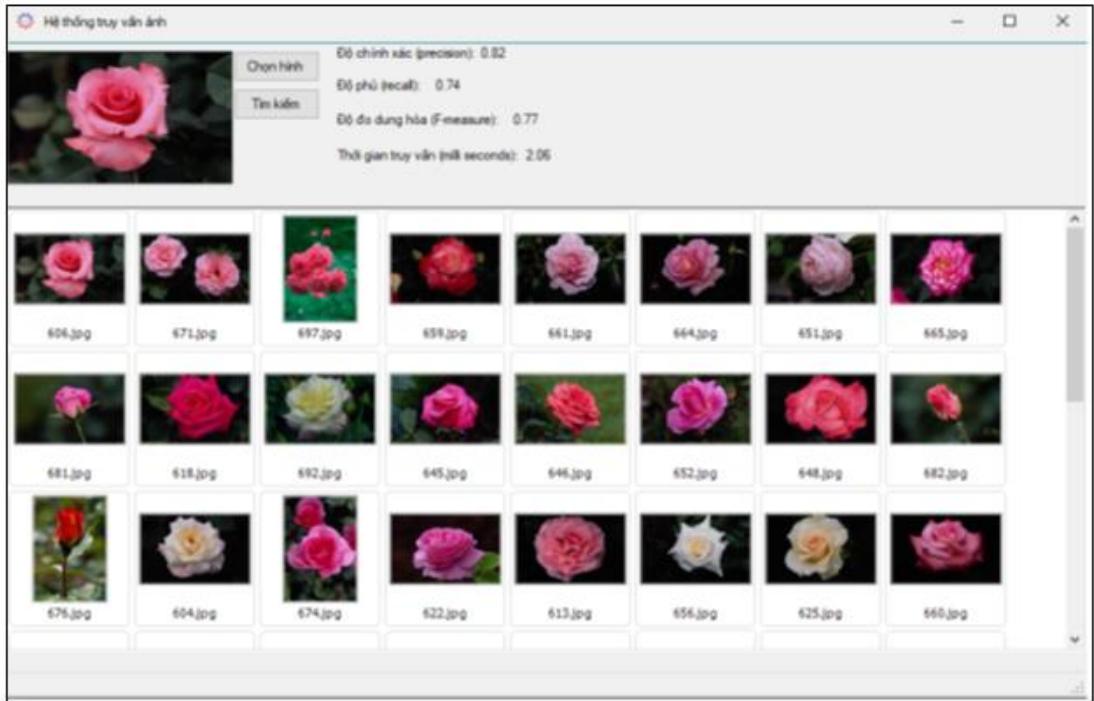 Hệ thống truy vấn ảnh
Chọn hình
Tìm kiếm
Độ chính xác (precision): 0.82
Độ phủ (recall): 0.74
Độ đo dung hòa (F-measure): 0.77
Thời gian truy vấn (milli seconds): 2.06
606.jpg 671.jpg 697.jpg 659.jpg 661.jpg 664.jpg 651.jpg 665.jpg
681.jpg 618.jpg 692.jpg 645.jpg 646.jpg 652.jpg 648.jpg 682.jpg
676.jpg 604.jpg 674.jpg 622.jpg 613.jpg 656.jpg 625.jpg 660.jpg